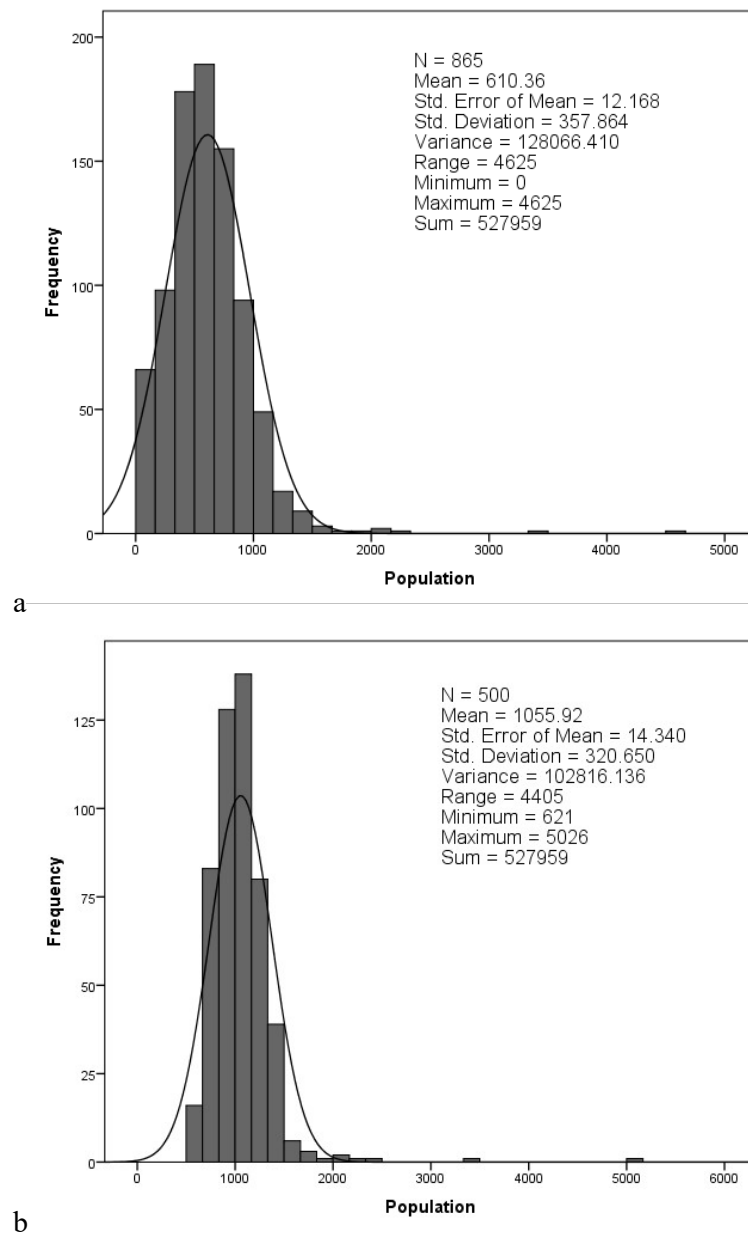 200
150
100
50
0
Frequency
N = 865
Mean = 610.36
Std. Error of Mean = 12.168
Std. Deviation = 357.864
Variance = 128066.410
Range = 4625
Minimum = 0
Maximum = 4625
Sum = 527959
0 1000 2000 3000 4000 5000
Population
a
125
100
75
50
25
0
Frequency
N = 500
Mean = 1055.92
Std. Error of Mean = 14.340
Std. Deviation = 320.650
Variance = 102816.136
Range = 4405
Minimum = 621
Maximum = 5026
Sum = 527959
0 1000 2000 3000 4000 5000 6000
Population
b